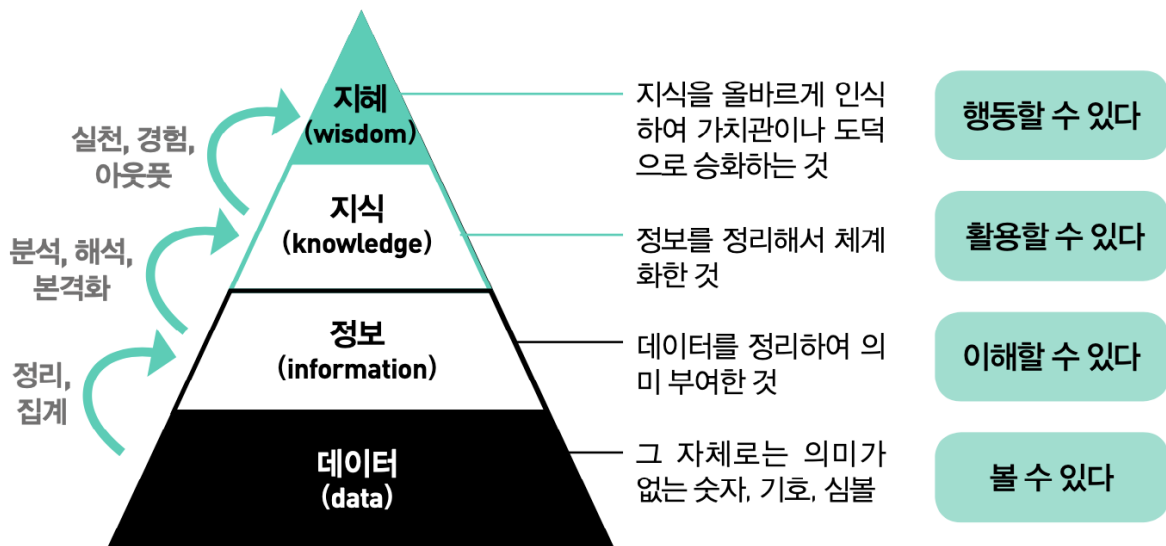 지혜
(wisdom)
지식을 올바르게 인식
하여 가치관이나 도덕
으로 승화하는 것
행동할 수 있다
실천, 경험,
아웃풋
지식
(knowledge)
정보를 정리해서 체계
화한 것
활용할 수 있다
분석, 해석,
본격화
정보
(information)
데이터를 정리하여 의
미 부여한 것
이해할 수 있다
정리,
집계
데이터
(data)
그 자체로는 의미가
없는 숫자, 기호, 심볼
볼 수 있다